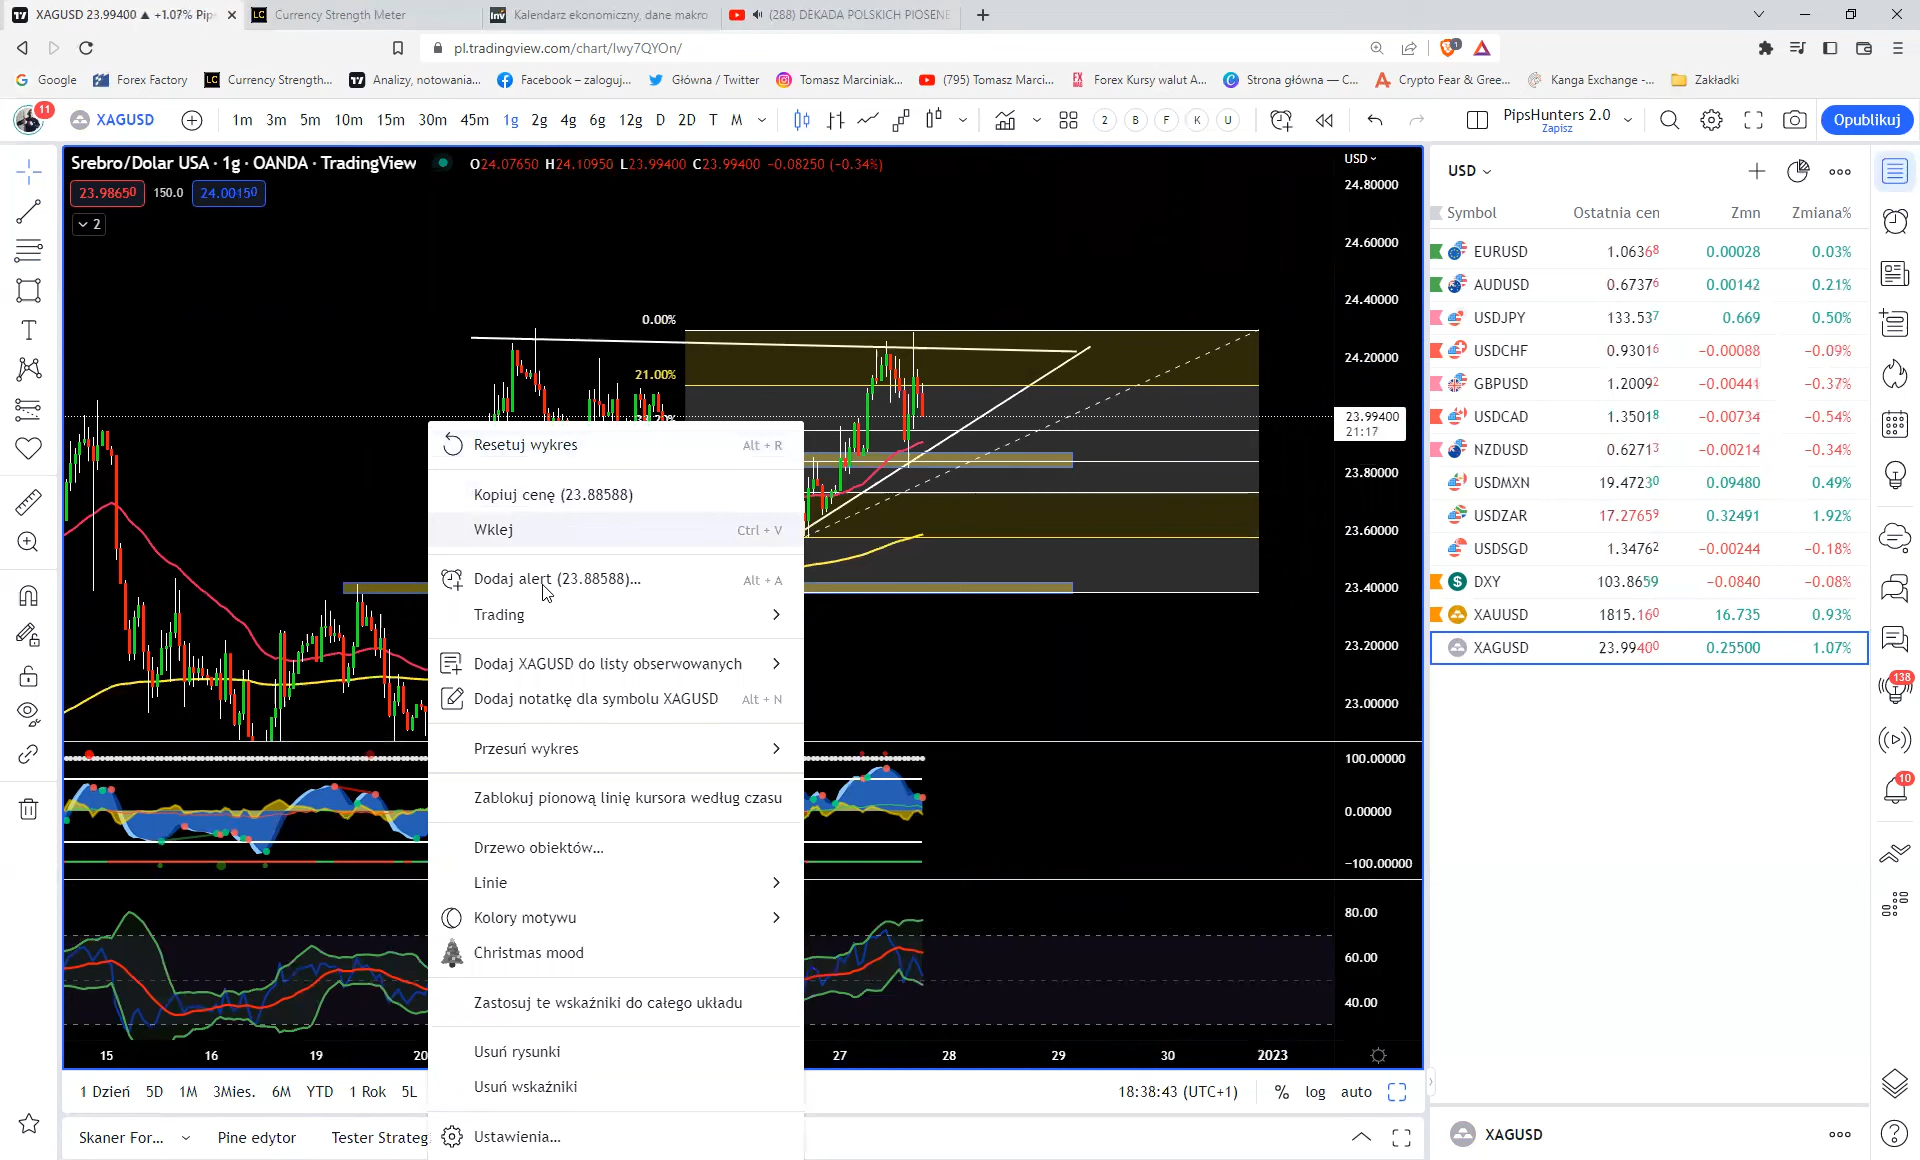 XAGUSD 23.99400 ▲ +1.07% Pip
Currency Strength Meter
Kalendarz ekonomiczny, dane makro
(288) DEKADA POLSKICH PIOSENE
pl.tradingview.com/chart/lwy7QYOn/
Google
Forex Factory
Currency Strength...
Analizy, notowania...
Facebook – zaloguj...
Główna / Twitter
Tomasz Marciniak...
(795) Tomasz Marci...
Forex Kursy walut A...
Strona główna — C...
Crypto Fear & Gree...
Kanga Exchange -...
Zakładki
11
XAGUSD
1m 3m 5m 10m 15m 30m 45m 1g 2g 4g 6g 12g D 2D T M
2 B F K U
PipsHunters 2.0
Zapisz
Opublikuj
Srebro/Dolar USA · 1g · OANDA · TradingView
O24.07650 H24.10950 L23.99400 C23.99400 −0.08250 (−0.34%)
23.98650 150.0 24.00150
2
USD
24.80000
24.60000
24.40000
24.20000
23.99400
21:17
23.80000
23.60000
23.40000
23.20000
23.00000
100.00000
0.00000
−100.00000
80.00
60.00
40.00
0.00%
21.00%
Resetuj wykres Alt + R
Kopiuj cenę (23.88588)
Wklej Ctrl + V
Dodaj alert (23.88588)... Alt + A
Trading
Dodaj XAGUSD do listy obserwowanych
Dodaj notatkę dla symbolu XAGUSD Alt + N
Przesuń wykres
Zablokuj pionową linię kursora według czasu
Drzewo obiektów...
Linie
Kolory motywu
Christmas mood
Zastosuj te wskaźniki do całego układu
Usuń rysunki
Usuń wskaźniki
Ustawienia...
15 16 19 20 27 28 29 30 2023
1 Dzień 5D 1M 3Mies. 6M YTD 1 Rok 5L
18:38:43 (UTC+1) % log auto
Skaner For... Pine edytor Tester Strateg
USD
Symbol Ostatnia cen Zmn Zmiana%
EURUSD 1.06368 0.00028 0.03%
AUDUSD 0.67376 0.00142 0.21%
USDJPY 133.537 0.669 0.50%
USDCHF 0.93016 −0.00088 −0.09%
GBPUSD 1.20092 −0.00441 −0.37%
USDCAD 1.35018 −0.00734 −0.54%
NZDUSD 0.62713 −0.00214 −0.34%
USDMXN 19.47230 0.09480 0.49%
USDZAR 17.27659 0.32491 1.92%
USDSGD 1.34762 −0.00244 −0.18%
DXY 103.8659 −0.0840 −0.08%
XAUUSD 1815.160 16.735 0.93%
XAGUSD 23.99400 0.25500 1.07%
138
10
XAGUSD